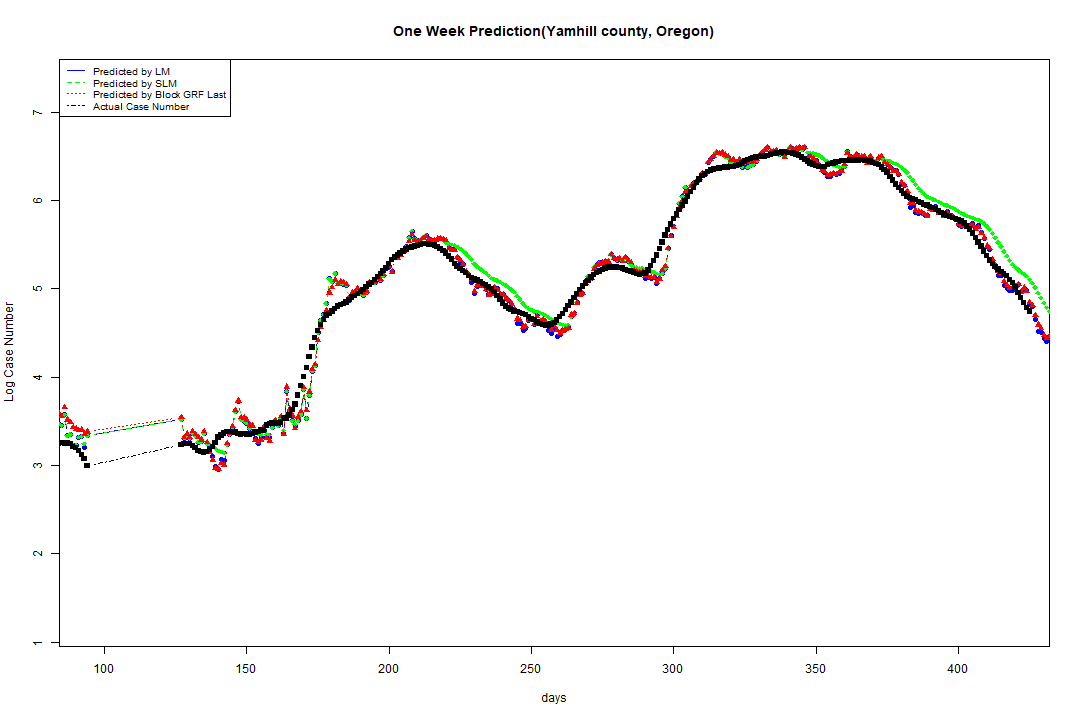 One Week Prediction(Yamhill county, Oregon)
Predicted by LM
Predicted by SLM
Predicted by Block GRF Last
Actual Case Number
7
6
5
4
3
2
1
Log Case Number
100 150 200 250 300 350 400
days